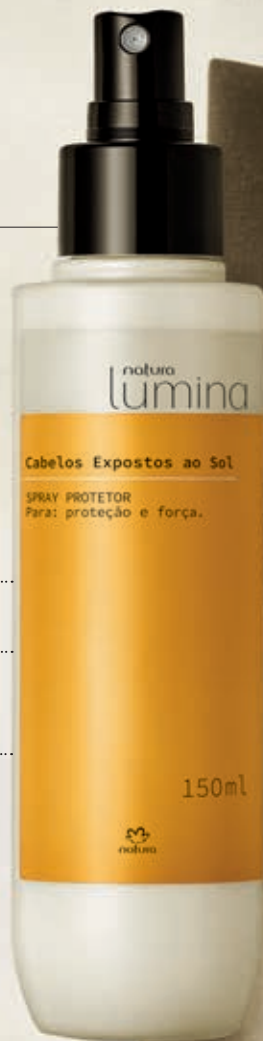 natura
lumina
Cabelos Expostos ao Sol
SPRAY PROTETOR
Para: proteção e força.
150ml
natura